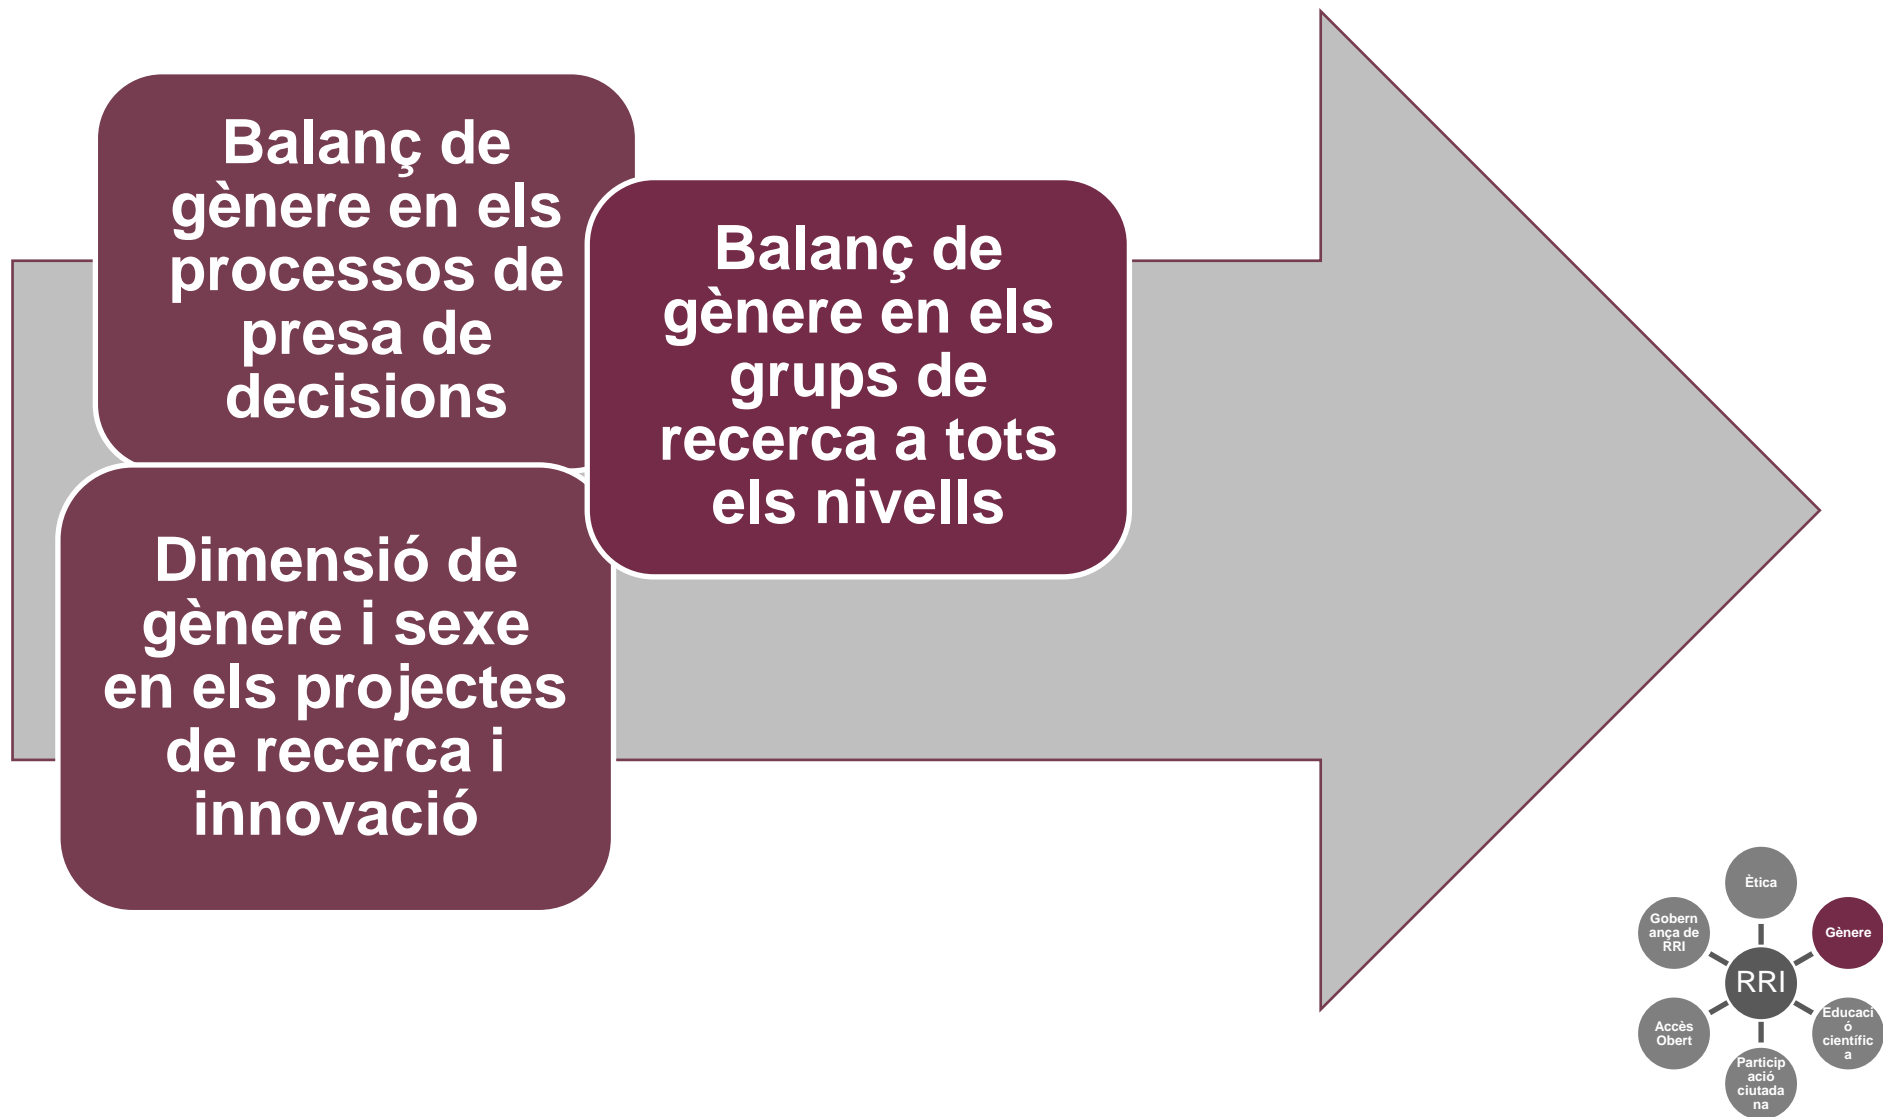 Balanç de
gènere en els
processos de
presa de
decisions
Balanç de
gènere en els
grups de
recerca a tots
els nivells
Dimensió de
gènere i sexe
en els projectes
de recerca i
innovació
Ètica
Gènere
Educaci
ó
científic
a
Particip
ació
ciutada
na
Accès
Obert
Gobern
ança de
RRI
RRI